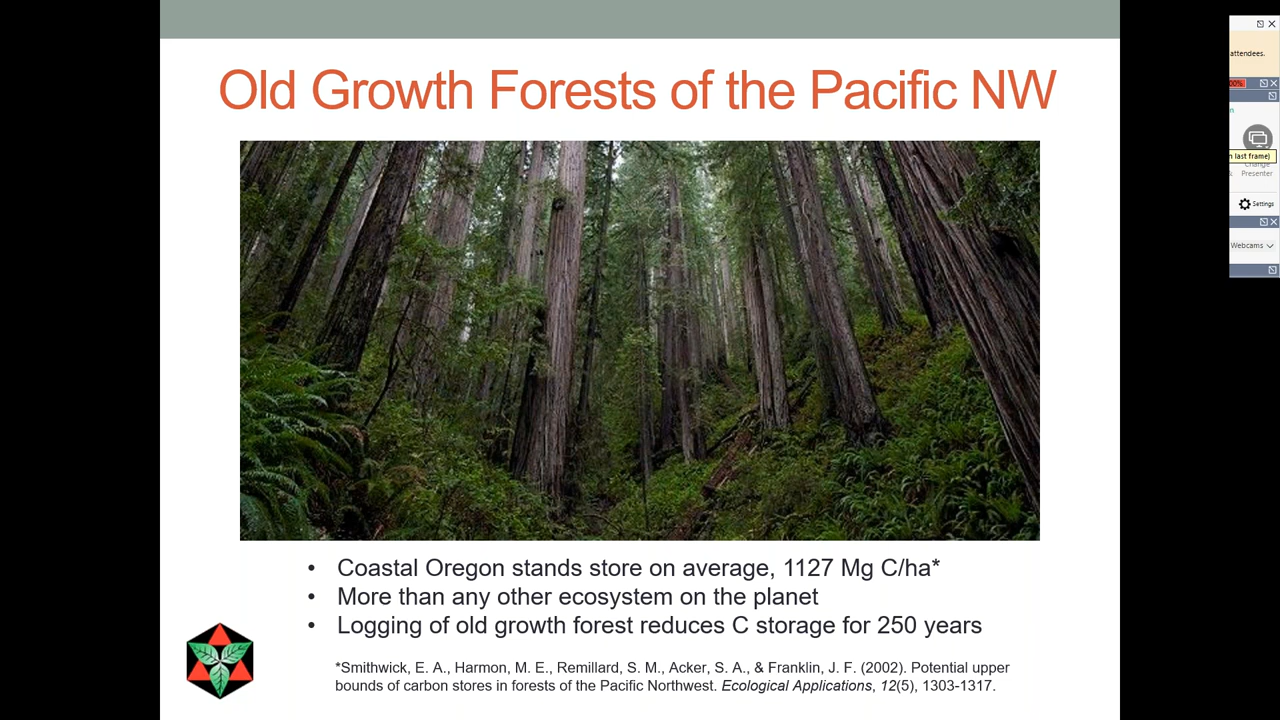 Old Growth Forests of the Pacific NW
• Coastal Oregon stands store on average, 1127 Mg C/ha*
• More than any other ecosystem on the planet
• Logging of old growth forest reduces C storage for 250 years
*Smithwick, E. A., Harmon, M. E., Remillard, S. M., Acker, S. A., & Franklin, J. F. (2002). Potential upper
bounds of carbon stores in forests of the Pacific Northwest. Ecological Applications, 12(5), 1303-1317.
attendees.
n last frame)
Change
Presenter
Settings
Webcams